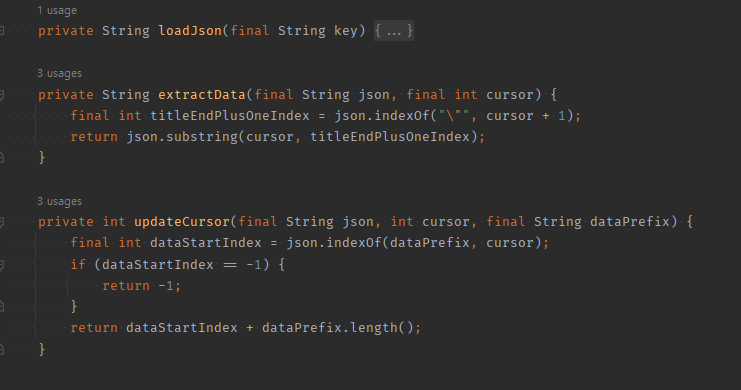 1 usage
private String loadJson(final String key) {...}
3 usages
private String extractData(final String json, final int cursor) {
final int titleEndPlusOneIndex = json.indexOf("\"", cursor + 1);
return json.substring(cursor, titleEndPlusOneIndex);
}
3 usages
private int updateCursor(final String json, int cursor, final String dataPrefix) {
final int dataStartIndex = json.indexOf(dataPrefix, cursor);
if (dataStartIndex == -1) {
return -1;
}
return dataStartIndex + dataPrefix.length();
}